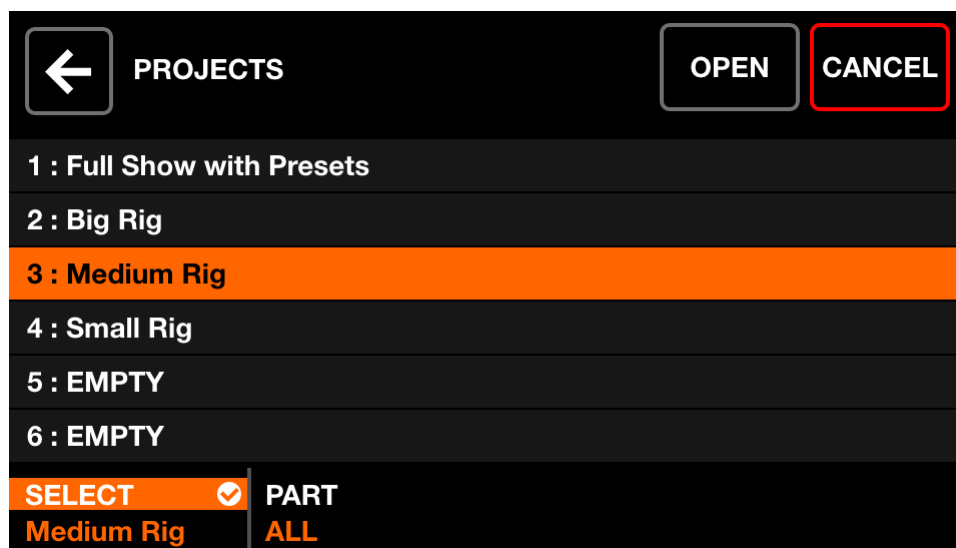 PROJECTS
OPEN
CANCEL
1 : Full Show with Presets
2 : Big Rig
3 : Medium Rig
4 : Small Rig
5 : EMPTY
6 : EMPTY
SELECT
Medium Rig
PART
ALL